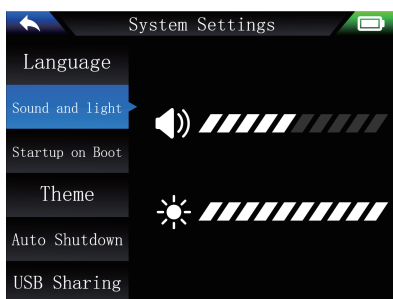 System Settings
Language
Sound and light
Startup on Boot
Theme
Auto Shutdown
USB Sharing